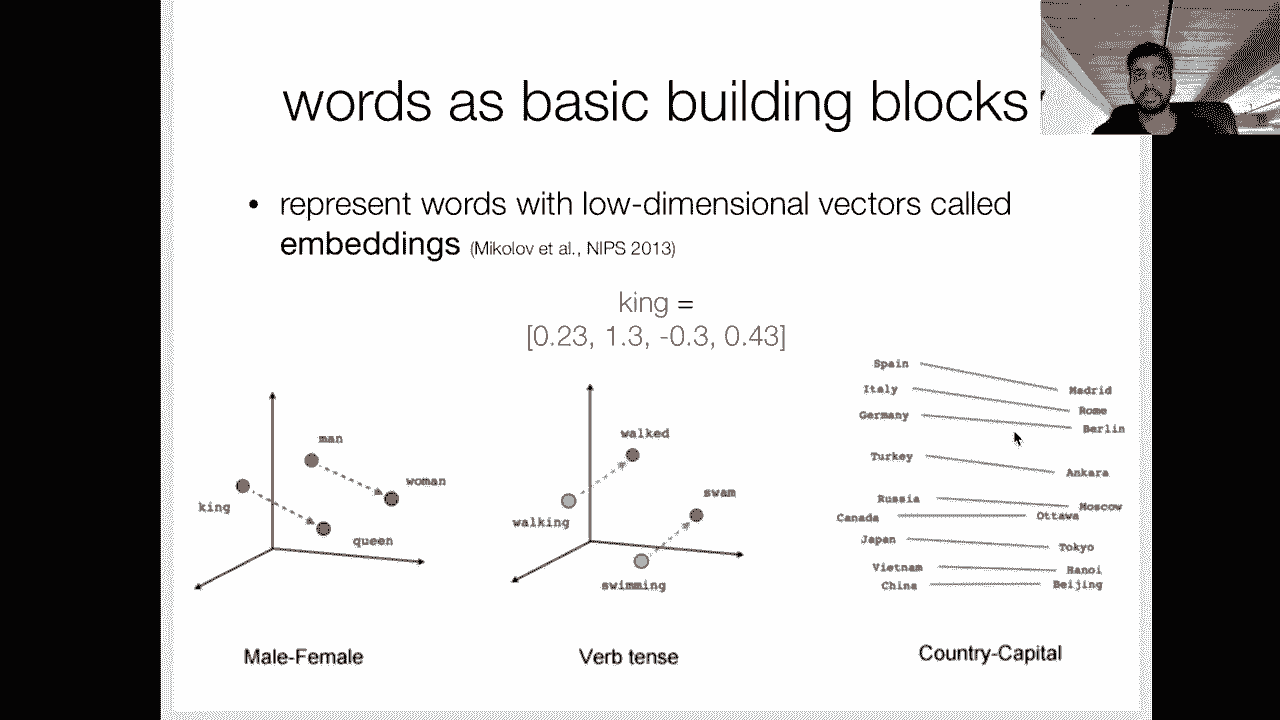 words as basic building blocks
• represent words with low-dimensional vectors called
embeddings (Mikolov et al., NIPS 2013)
king =
[0.23, 1.3, -0.3, 0.43]
man
woman
king
queen
Male-Female
walked
swam
walking
swimming
Verb tense
Spain Madrid
Italy Rome
Germany Berlin
Turkey Ankara
Russia Moscow
Canada Ottawa
Japan Tokyo
Vietnam Hanoi
China Beijing
Country-Capital